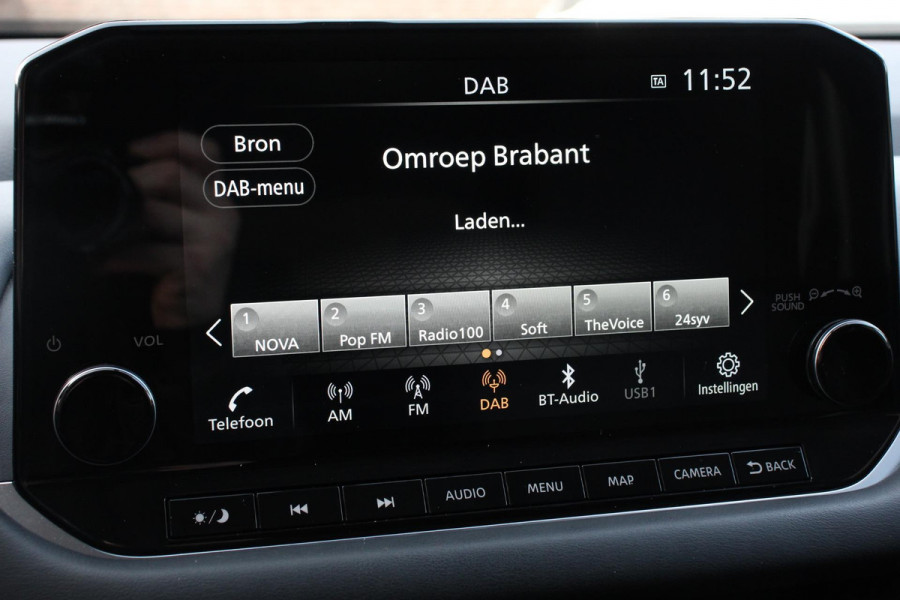 DAB
TA 11:52
Bron
Omroep Brabant
DAB-menu
Laden...
1 NOVA
2 Pop FM
3 Radio100
4 Soft
5 TheVoice
6 24syv
PUSH
SOUND
VOL
Telefoon
AM
FM
DAB
BT-Audio
USB1
Instellingen
AUDIO
MENU
MAP
CAMERA
BACK